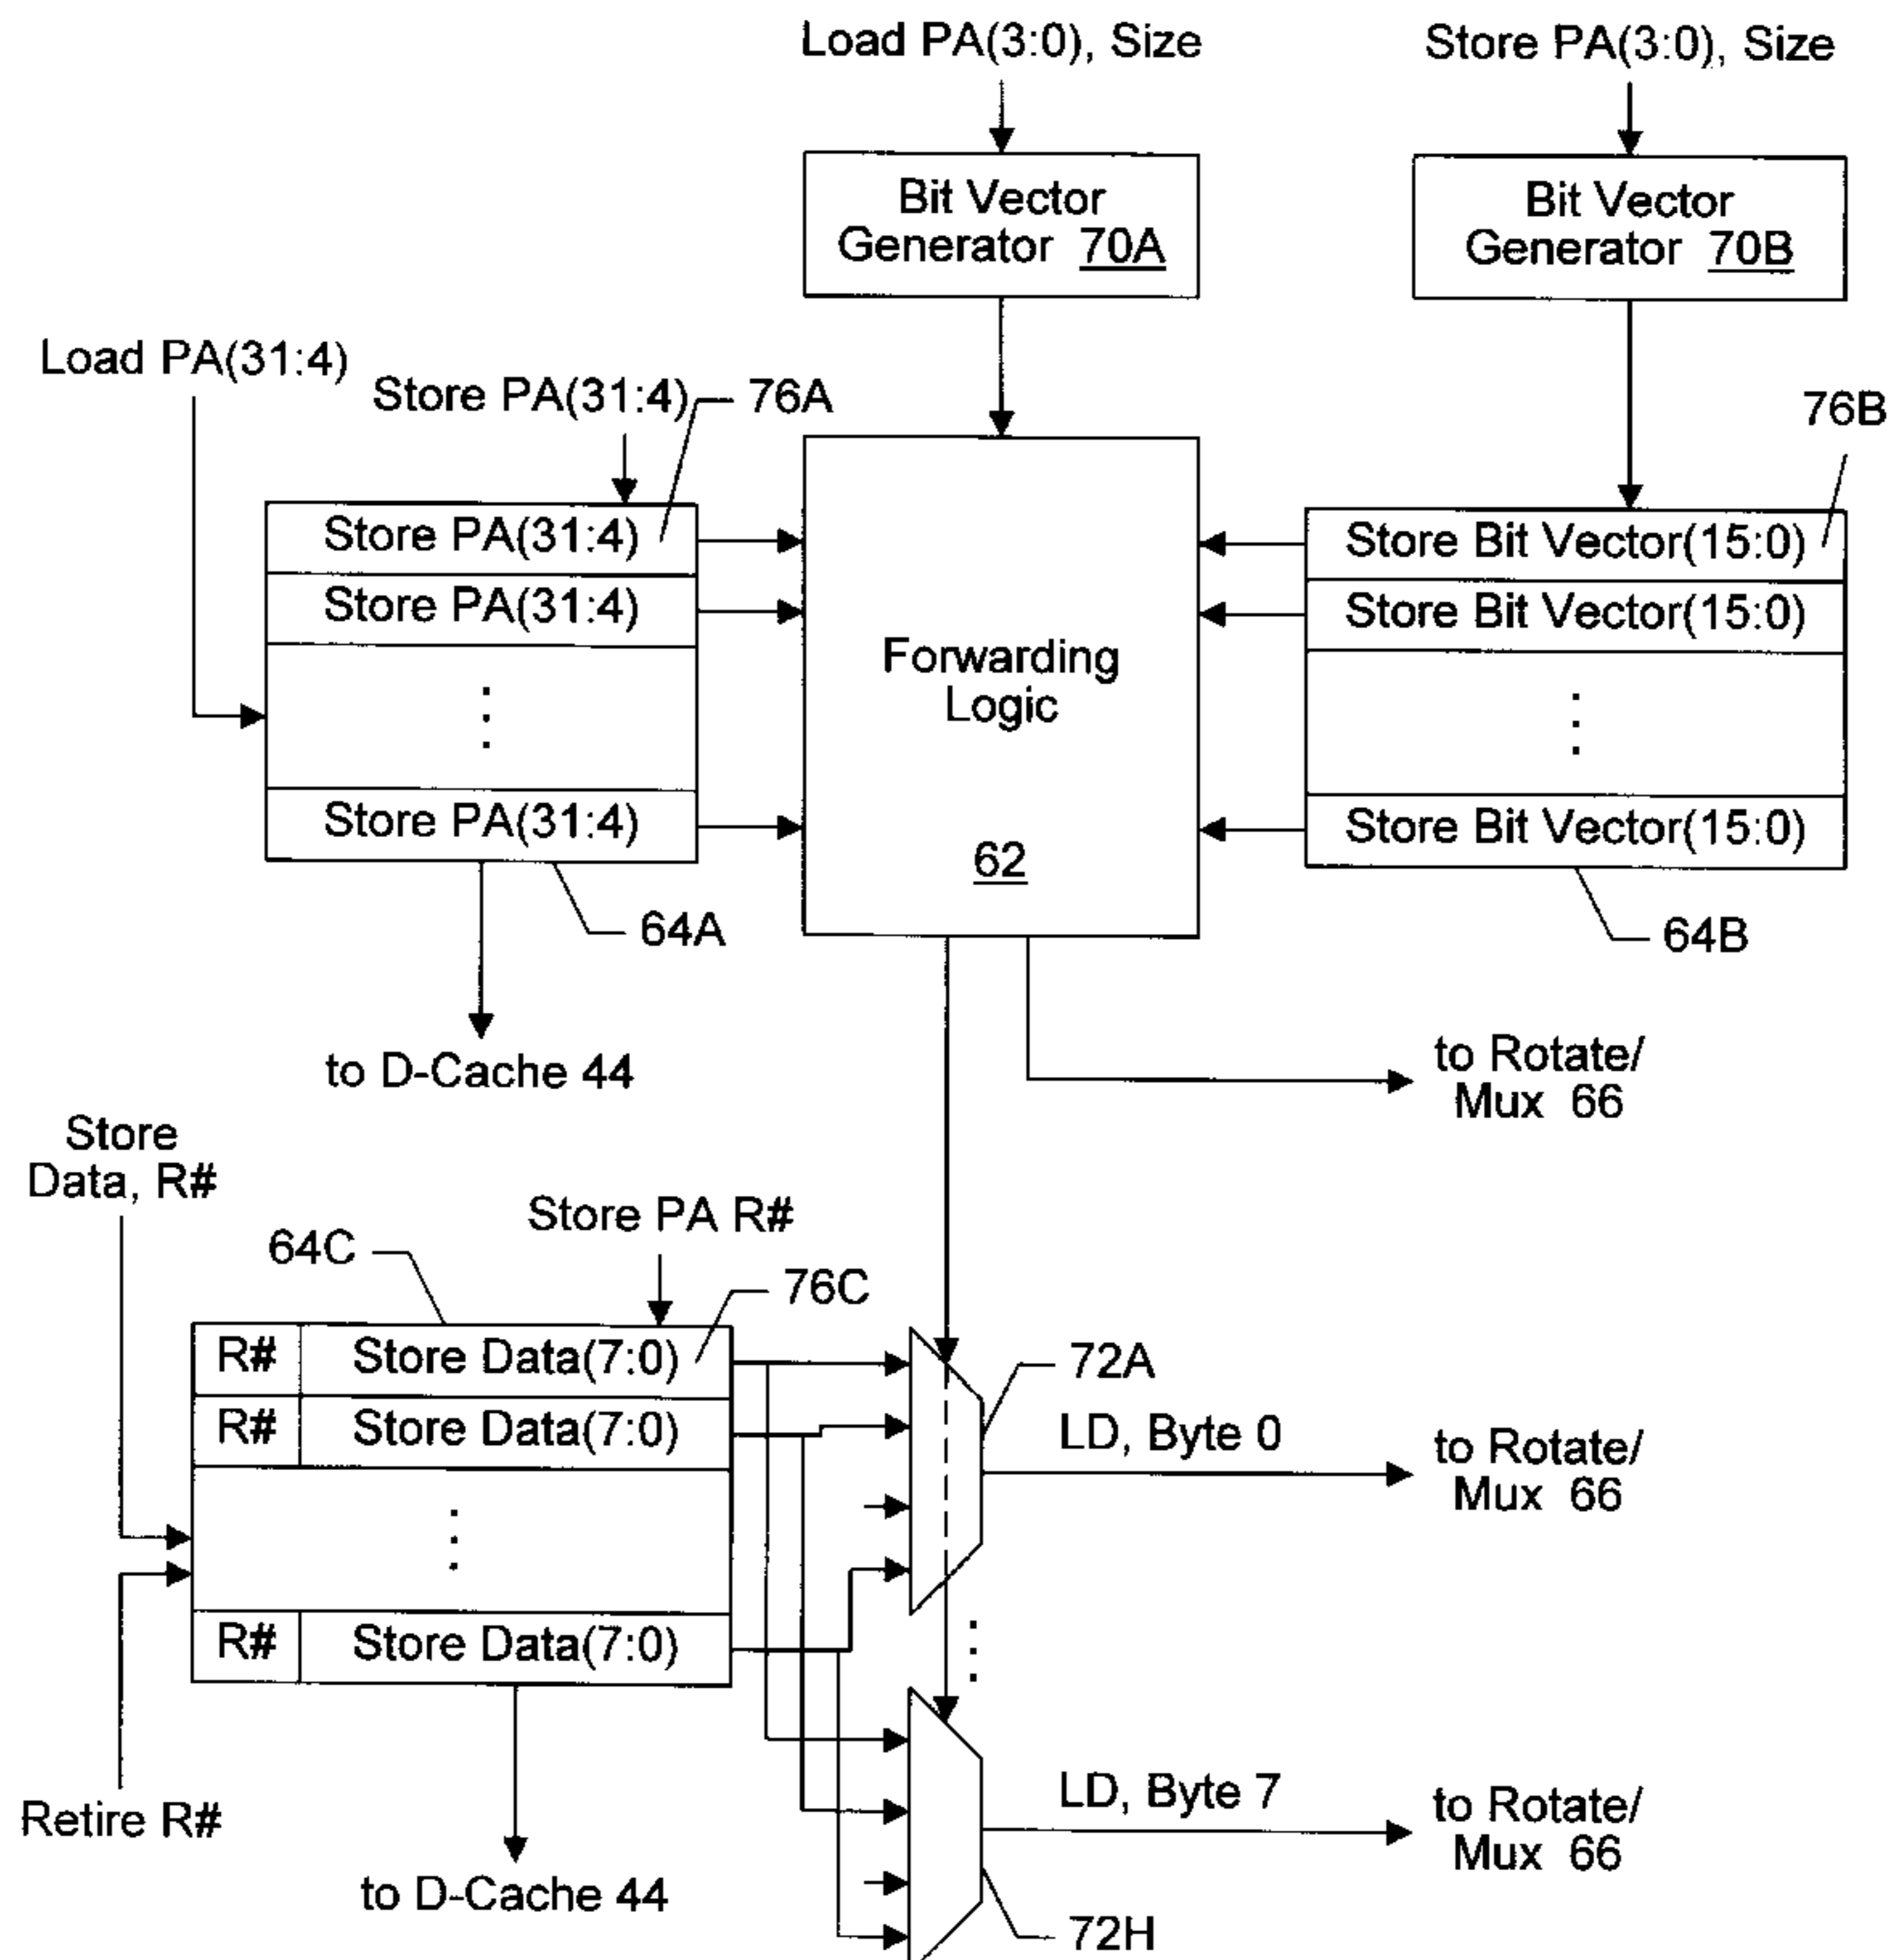 Load PA(3:0), Size
Store PA(3:0), Size
Bit Vector
Generator 70A
Bit Vector
Generator 70B
Load PA(31:4)
Store PA(31:4)
76A
76B
Store PA(31:4)
Store PA(31:4)
⋮
Store PA(31:4)
Forwarding
Logic
62
Store Bit Vector(15:0)
Store Bit Vector(15:0)
⋮
Store Bit Vector(15:0)
64A
64B
to D-Cache 44
to Rotate/
Mux 66
Store
Data, R#
Store PA R#
64C
76C
R# Store Data(7:0)
R# Store Data(7:0)
⋮
R# Store Data(7:0)
72A
LD, Byte 0
to Rotate/
Mux 66
⋮
Retire R#
to D-Cache 44
LD, Byte 7
to Rotate/
Mux 66
72H